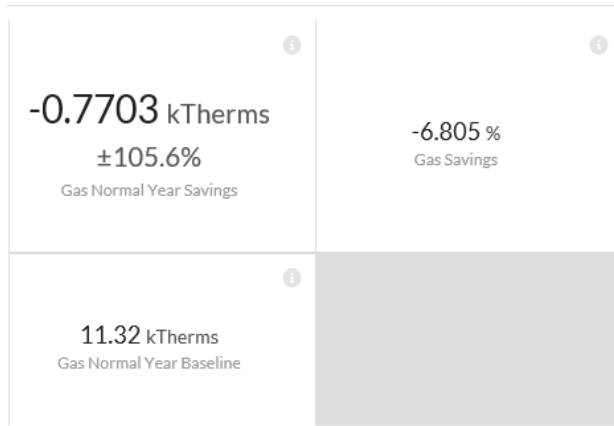 -0.7703 kTherms
±105.6%
Gas Normal Year Savings
-6.805 %
Gas Savings
11.32 kTherms
Gas Normal Year Baseline